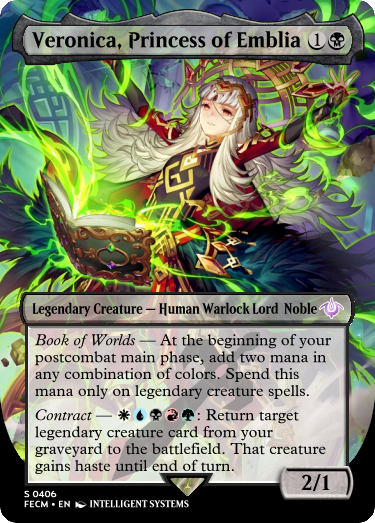 Veronica, Princess of Emblia 1
Legendary Creature — Human Warlock Lord Noble
Book of Worlds — At the beginning of your
postcombat main phase, add two mana in
any combination of colors. Spend this
mana only on legendary creature spells.
Contract — : Return target
legendary creature card from your
graveyard to the battlefield. That creature
gains haste until end of turn.
2/1
S 0406
FECM • EN INTELLIGENT SYSTEMS